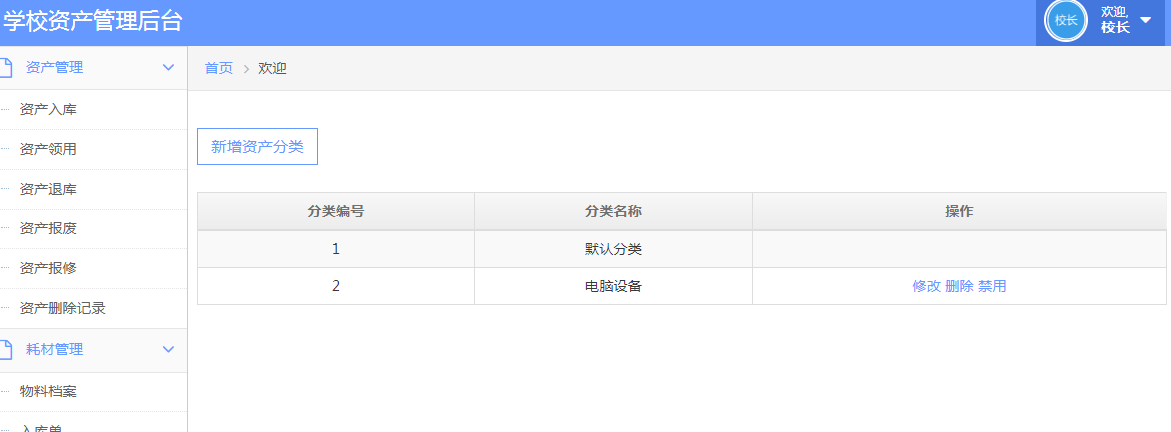 学校资产管理后台
校长
欢迎,
校长
资产管理
资产入库
资产领用
资产退库
资产报废
资产报修
资产删除记录
耗材管理
物料档案
入库单
首页 > 欢迎
新增资产分类
分类编号 分类名称 操作
1 默认分类
2 电脑设备 修改 删除 禁用